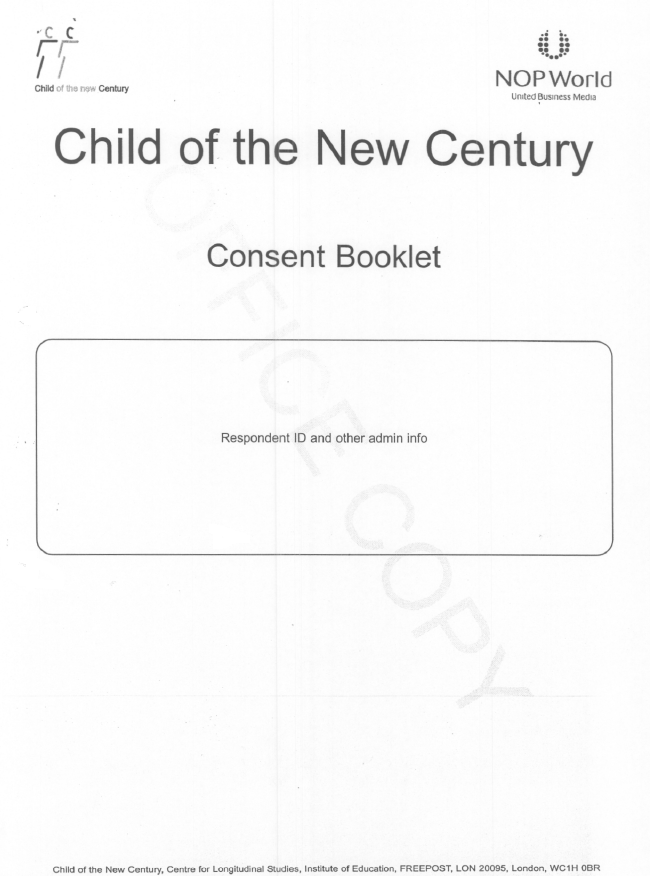 C C
Child of the new Century
NOP World
United Business Media
Child of the New Century
Consent Booklet
OFFICE COPY
Respondent ID and other admin info
Child of the New Century, Centre for Longitudinal Studies, Institute of Education, FREEPOST, LON 20095, London, WC1H 0BR